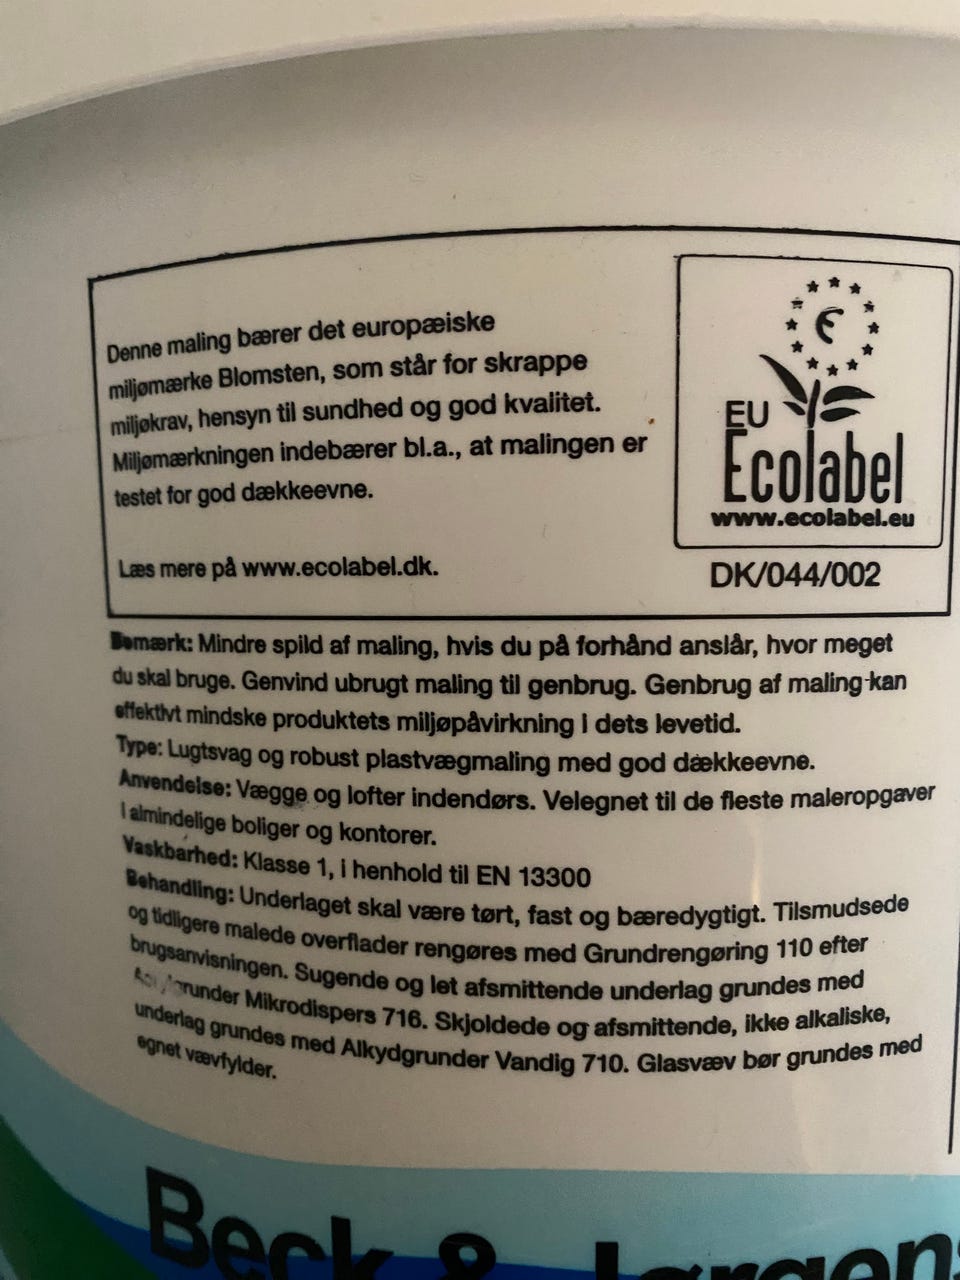 Denne maling bærer det europæiske
miljømærke Blomsten, som står for skrappe
miljøkrav, hensyn til sundhed og god kvalitet.
Miljømærkningen indebærer bl.a., at malingen er
testet for god dækkeevne.
Læs mere på www.ecolabel.dk.
EU
Ecolabel
www.ecolabel.eu
DK/044/002
Bemærk: Mindre spild af maling, hvis du på forhånd anslår, hvor meget
du skal bruge. Genvind ubrugt maling til genbrug. Genbrug af maling kan
effektivt mindske produktets miljøpåvirkning i dets levetid.
Type: Lugtsvag og robust plastvægmaling med god dækkeevne.
Anvendelse: Vægge og lofter indendørs. Velegnet til de fleste maleropgaver
i almindelige boliger og kontorer.
Vaskbarhed: Klasse 1, i henhold til EN 13300
Behandling: Underlaget skal være tørt, fast og bæredygtigt. Tilsmudsede
og tidligere malede overflader rengøres med Grundrengøring 110 efter
brugsanvisningen. Sugende og let afsmittende underlag grundes med
Mikrodispers 716. Skjoldede og afsmittende, ikke alkaliske,
underlag grundes med Alkydgrunder Vandig 710. Glasvæv bør grundes med
egnet vævfylder.
Beck & Jørgens